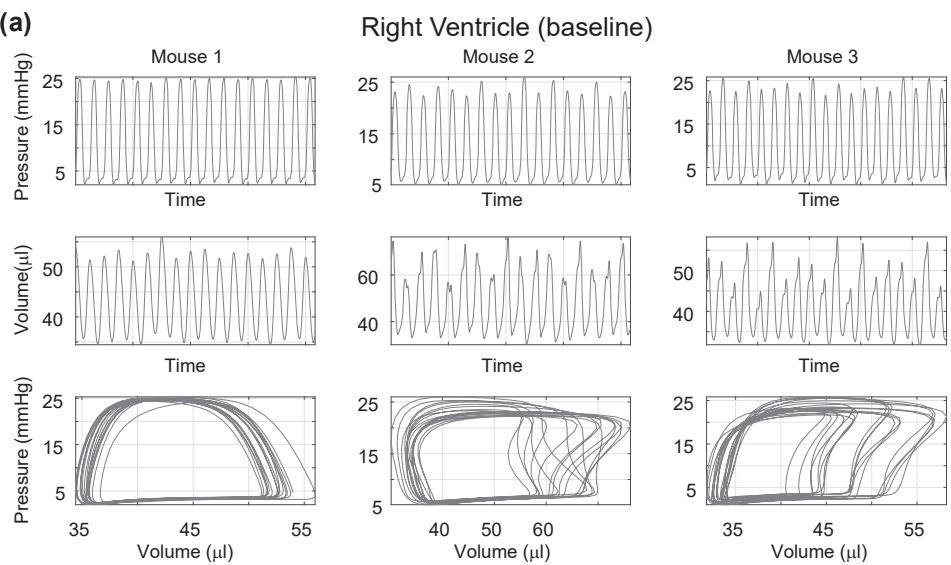 (a)
Right Ventricle (baseline)
Mouse 1
Mouse 2
Mouse 3
Pressure (mmHg)
25
15
5
25
15
5
25
15
5
Time
Time
Time
Volume(μl)
50
40
60
40
50
40
Time
Time
Time
Pressure (mmHg)
25
15
5
25
15
5
25
15
5
35
45
55
40
50
60
35
45
55
Volume (μl)
Volume (μl)
Volume (μl)